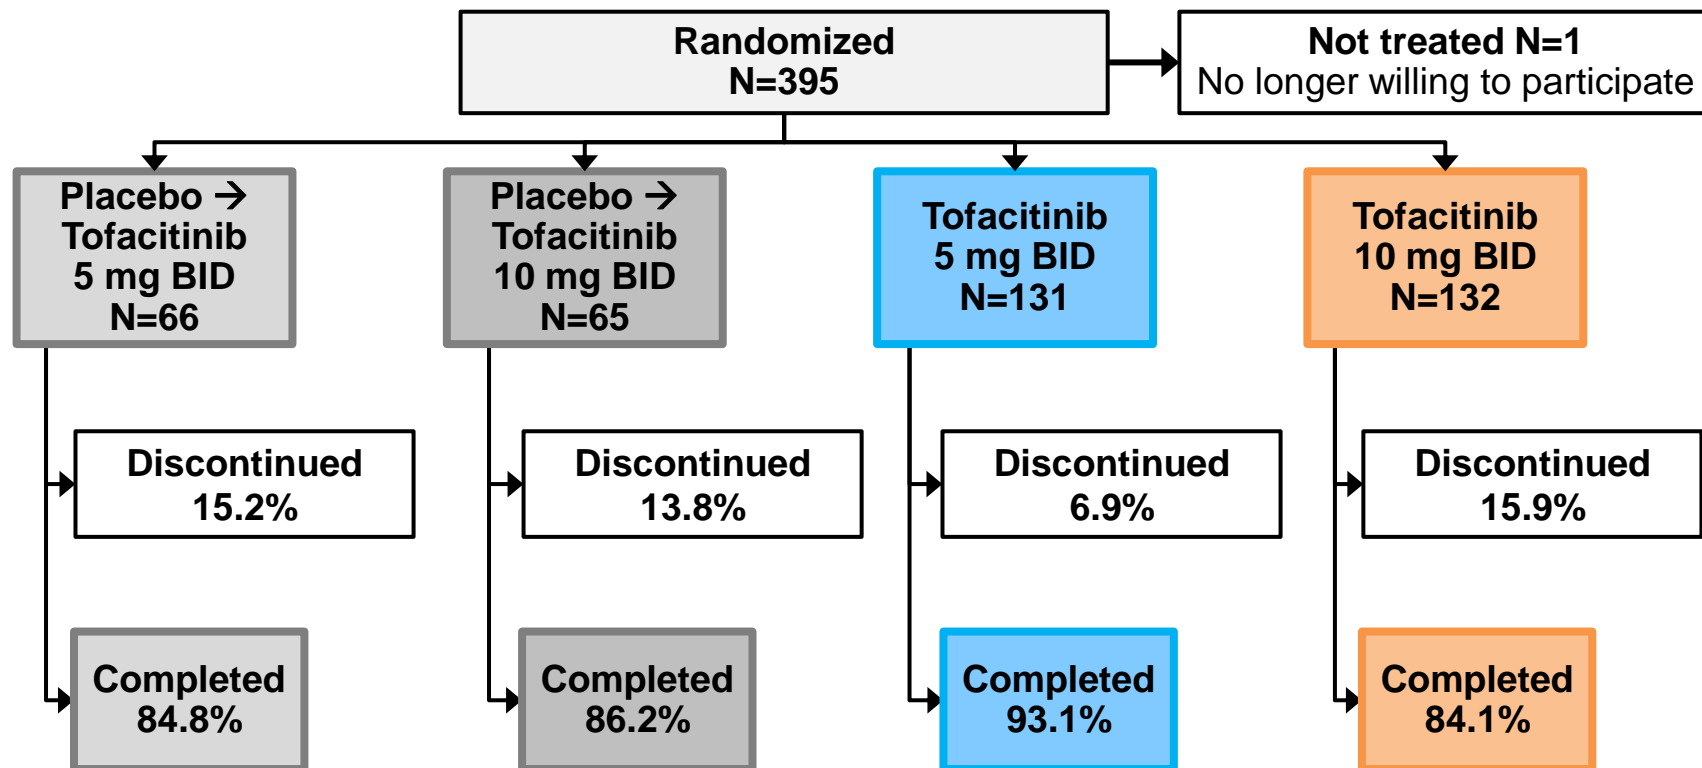 Randomized
N=395
Not treated N=1
No longer willing to participate
Placebo →
Tofacitinib
5 mg BID
N=66
Placebo →
Tofacitinib
10 mg BID
N=65
Tofacitinib
5 mg BID
N=131
Tofacitinib
10 mg BID
N=132
Discontinued
15.2%
Discontinued
13.8%
Discontinued
6.9%
Discontinued
15.9%
Completed
84.8%
Completed
86.2%
Completed
93.1%
Completed
84.1%